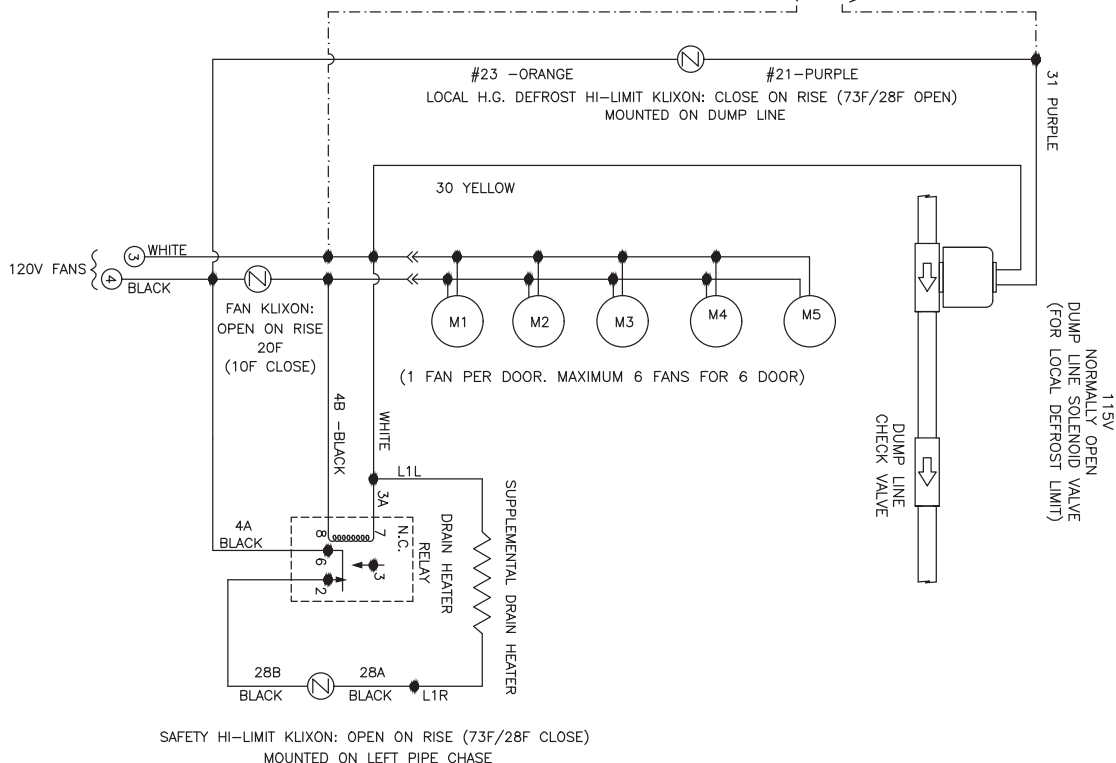 #23 -ORANGE
#21-PURPLE
LOCAL H.G. DEFROST HI-LIMIT KLIXON: CLOSE ON RISE (73F/28F OPEN)
MOUNTED ON DUMP LINE
31 PURPLE
30 YELLOW
120V FANS
3
WHITE
4
BLACK
FAN KLIXON:
OPEN ON RISE
20F
(10F CLOSE)
M1
M2
M3
M4
M5
(1 FAN PER DOOR. MAXIMUM 6 FANS FOR 6 DOOR)
115V
NORMALLY OPEN
DUMP LINE SOLENOID VALVE
(FOR LOCAL DEFROST LIMIT)
DUMP LINE
CHECK VALVE
4B -BLACK
WHITE
L1L
3A
SUPPLEMENTAL DRAIN HEATER
4A
BLACK
8
7
N.C.
6
3
2
DRAIN HEATER
RELAY
28B
BLACK
28A
BLACK
L1R
SAFETY HI-LIMIT KLIXON: OPEN ON RISE (73F/28F CLOSE)
MOUNTED ON LEFT PIPE CHASE